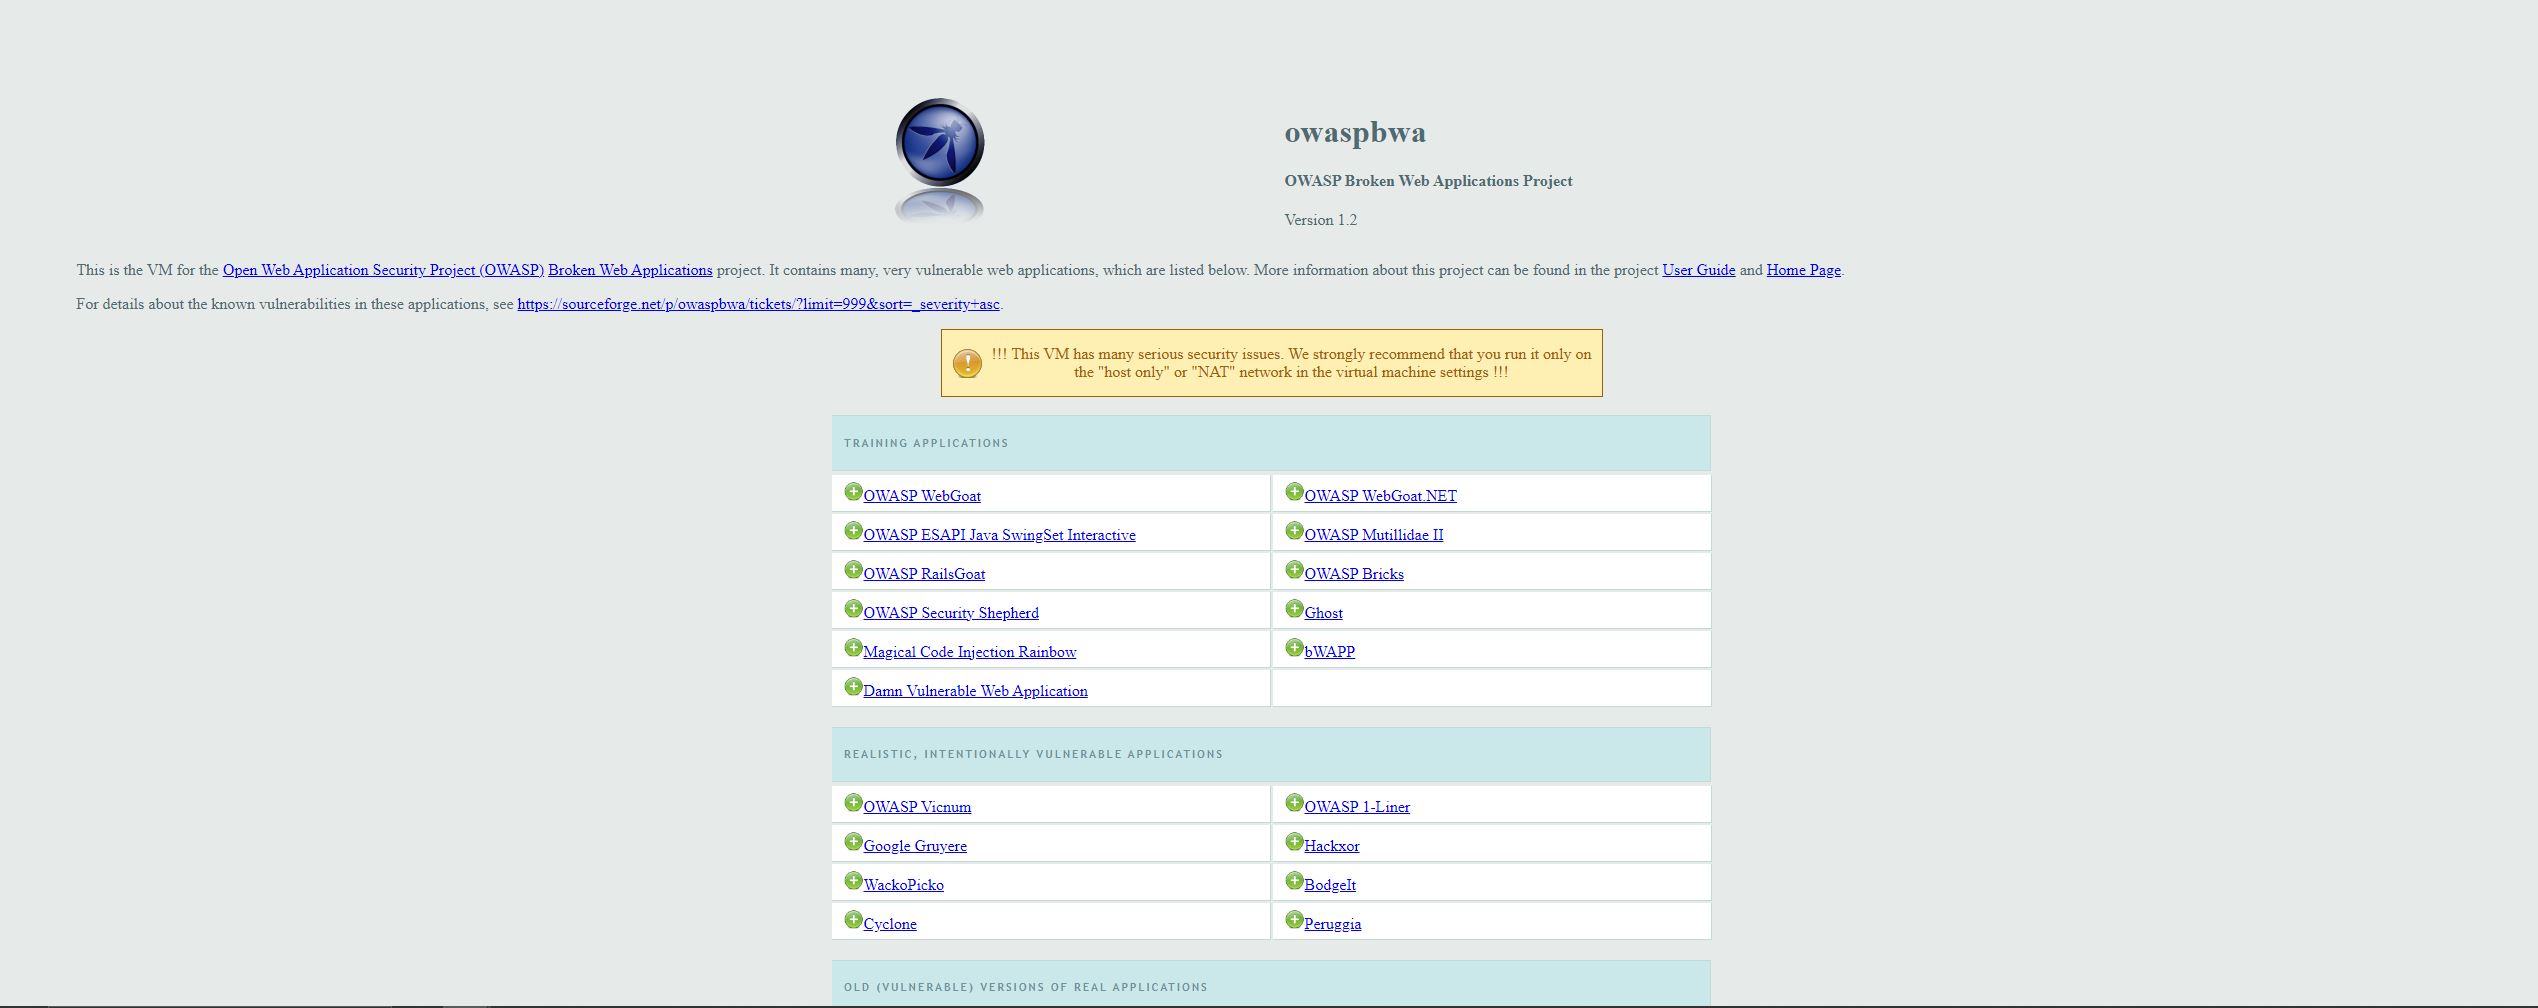 owaspbwa
OWASP Broken Web Applications Project
Version 1.2
This is the VM for the Open Web Application Security Project (OWASP) Broken Web Applications project. It contains many, very vulnerable web applications, which are listed below. More information about this project can be found in the project User Guide and Home Page.
For details about the known vulnerabilities in these applications, see https://sourceforge.net/p/owaspbwa/tickets/?limit=999&sort=_severity+asc.
!!! This VM has many serious security issues. We strongly recommend that you run it only on
the "host only" or "NAT" network in the virtual machine settings !!!
TRAINING APPLICATIONS
OWASP WebGoat
OWASP WebGoat.NET
OWASP ESAPI Java SwingSet Interactive
OWASP Mutillidae II
OWASP RailsGoat
OWASP Bricks
OWASP Security Shepherd
Ghost
Magical Code Injection Rainbow
bWAPP
Damn Vulnerable Web Application
REALISTIC, INTENTIONALLY VULNERABLE APPLICATIONS
OWASP Vicnum
OWASP 1-Liner
Google Gruyere
Hackxor
WackoPicko
BodgeIt
Cyclone
Peruggia
OLD (VULNERABLE) VERSIONS OF REAL APPLICATIONS